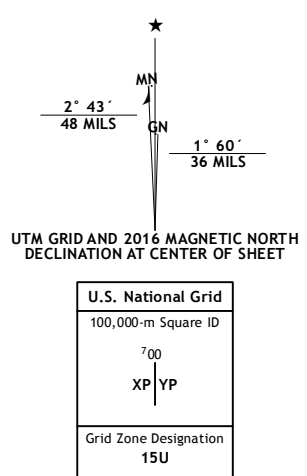 ★
MN
2° 43´
48 MILS
GN
1° 60´
36 MILS
UTM GRID AND 2016 MAGNETIC NORTH
DECLINATION AT CENTER OF SHEET
U.S. National Grid
100,000-m Square ID
⁷00
XP YP
Grid Zone Designation
15U